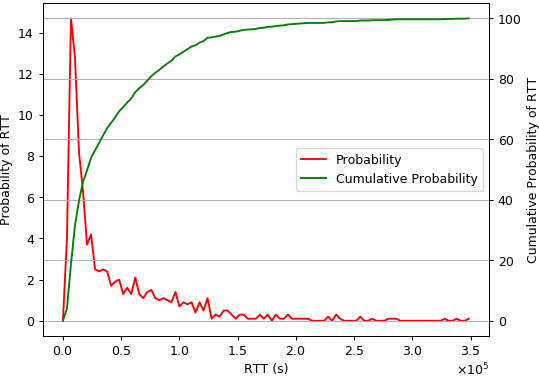 Probability of RTT
14
12
10
8
6
4
2
0
100
80
60
40
20
0
Cumulative Probability of RTT
Probability
Cumulative Probability
0.0 0.5 1.0 1.5 2.0 2.5 3.0 3.5
RTT (s)
×10⁵